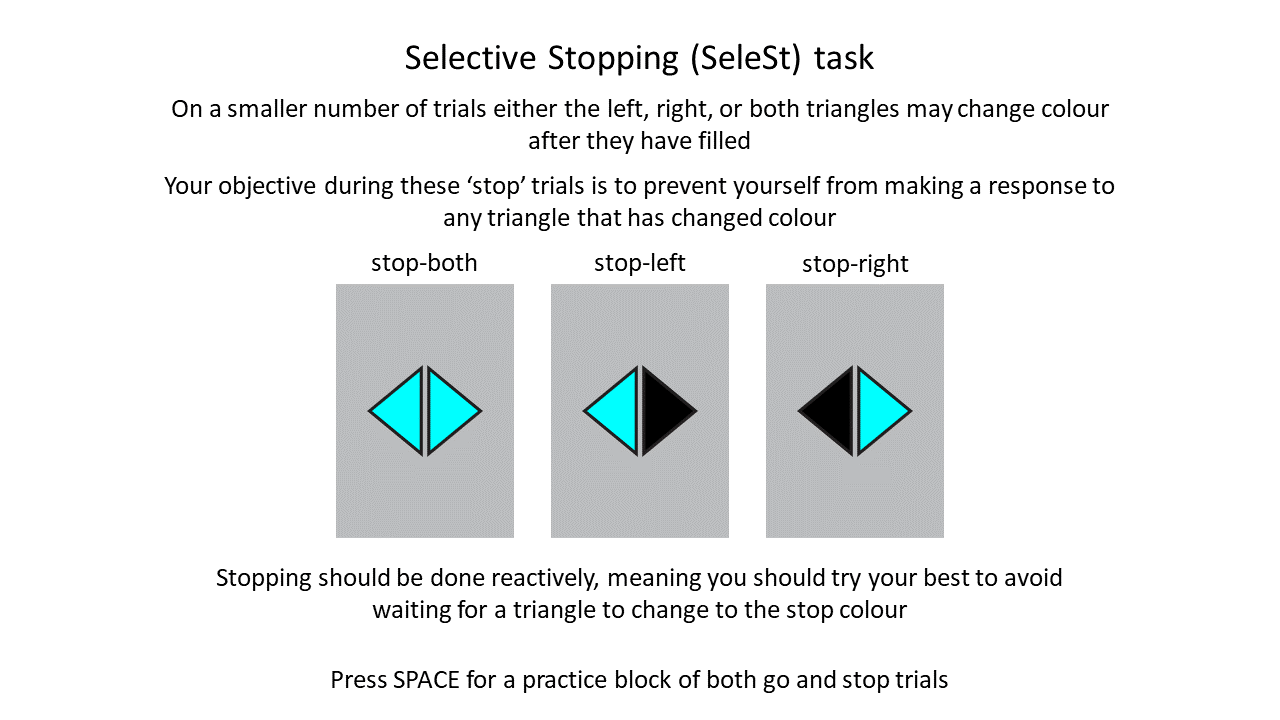 Selective Stopping (SeleSt) task
On a smaller number of trials either the left, right, or both triangles may change colour
after they have filled
Your objective during these ‘stop’ trials is to prevent yourself from making a response to
any triangle that has changed colour
stop-both stop-left stop-right
Stopping should be done reactively, meaning you should try your best to avoid
waiting for a triangle to change to the stop colour
Press SPACE for a practice block of both go and stop trials